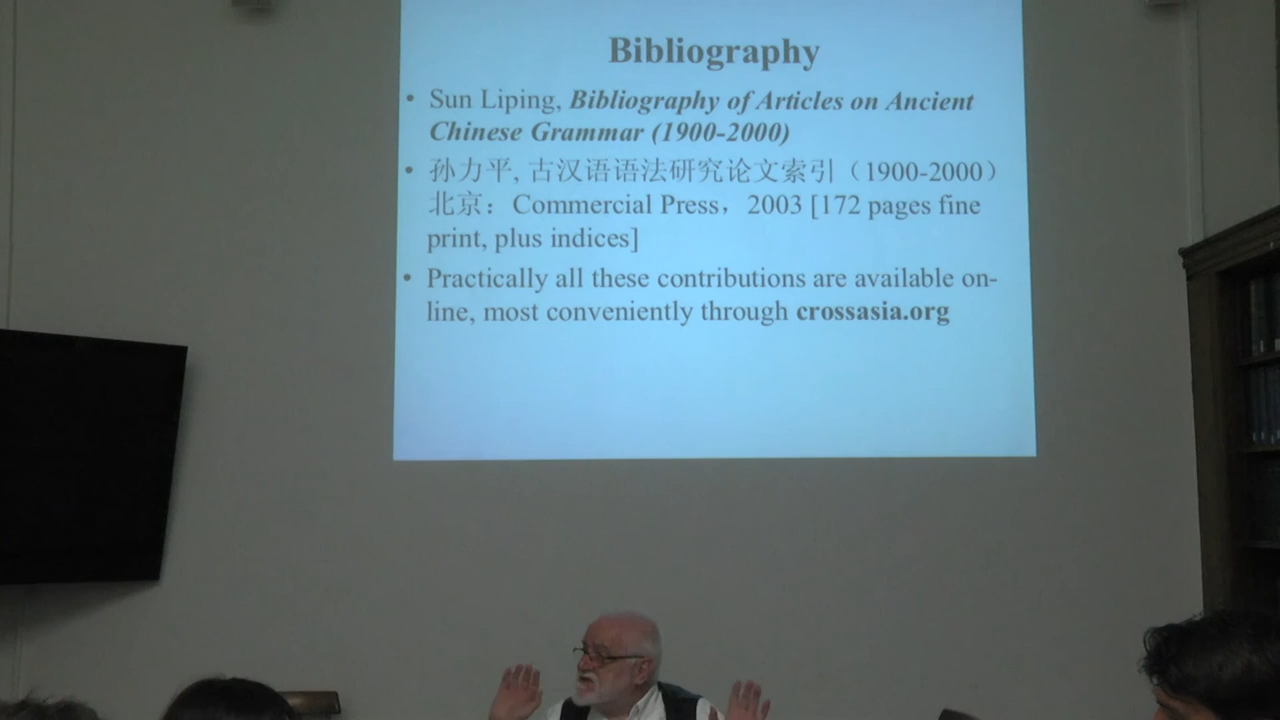 Bibliography
• Sun Liping, Bibliography of Articles on Ancient
Chinese Grammar (1900-2000)
• 孙力平, 古汉语语法研究论文索引（1900-2000）
北京：Commercial Press，2003 [172 pages fine
print, plus indices]
• Practically all these contributions are available on-
line, most conveniently through crossasia.org